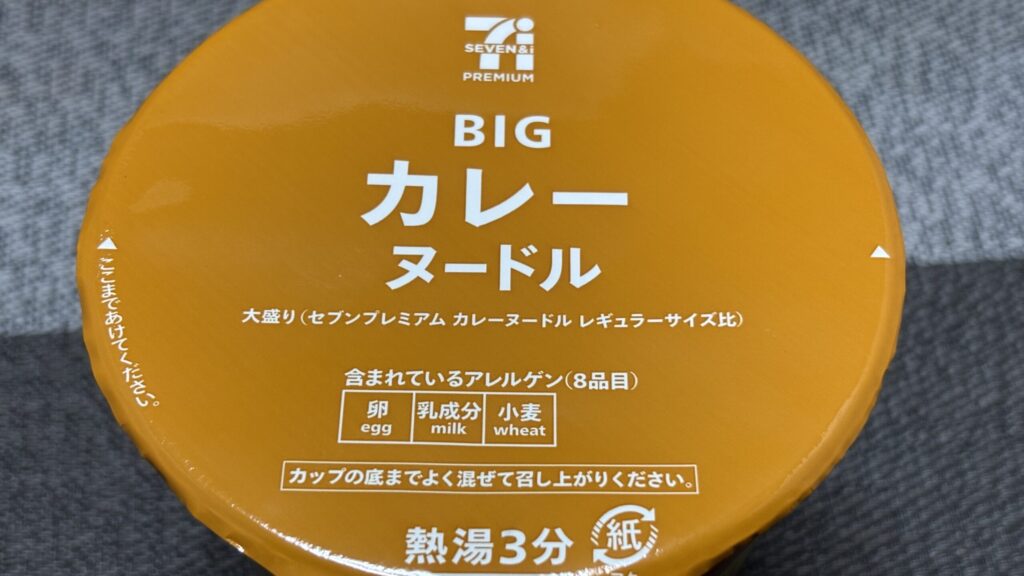 7i
SEVEN&i
PREMIUM
BIG
カレー
ヌードル
大盛り(セブンプレミアム カレーヌードル レギュラーサイズ比)
ここまであけてください。
含まれているアレルゲン(8品目)
卵 乳成分 小麦
egg milk wheat
カップの底までよく混ぜて召し上がりください。
熱湯3分
紙